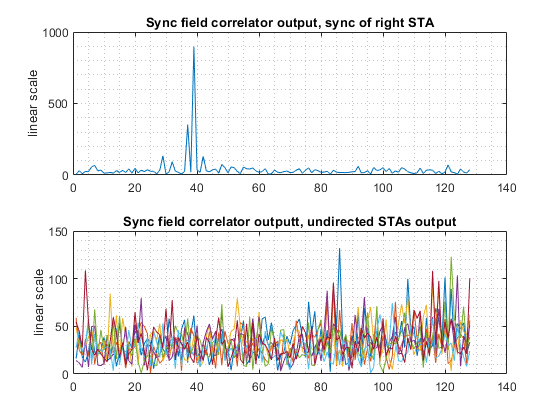 Sync field correlator output, sync of right STA
1000
500
0
linear scale
0 20 40 60 80 100 120 140
Sync field correlator outputt, undirected STAs output
150
100
50
0
linear scale
0 20 40 60 80 100 120 140